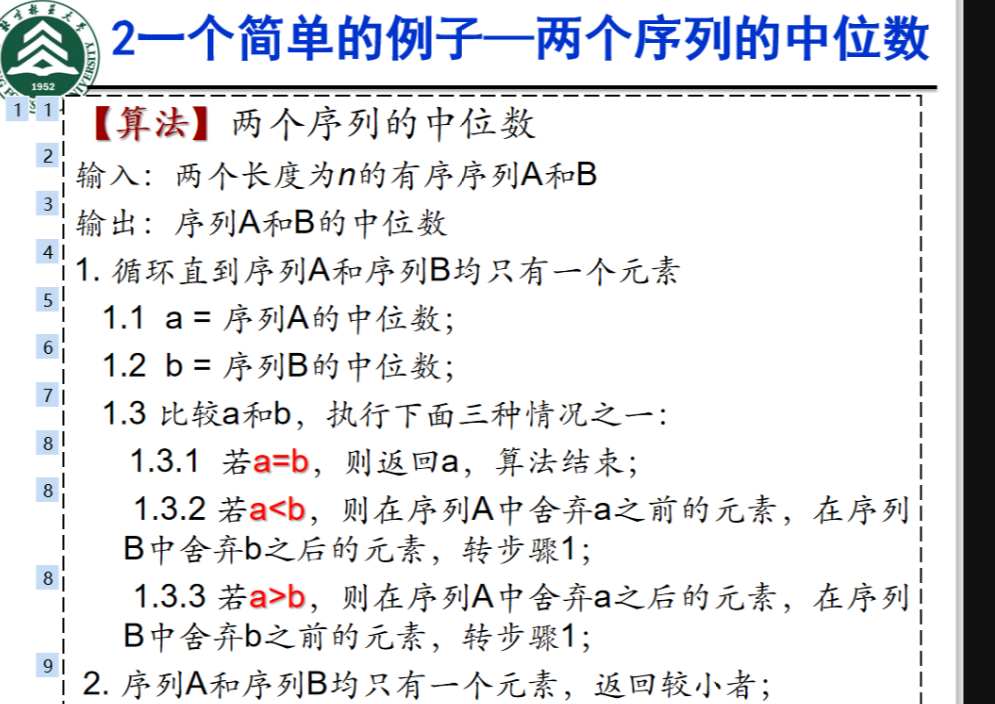 2一个简单的例子—两个序列的中位数
1952
1 1
【算法】两个序列的中位数
2
输入：两个长度为n的有序序列A和B
3
输出：序列A和B的中位数
4
1. 循环直到序列A和序列B均只有一个元素
5
1.1 a = 序列A的中位数；
6
1.2 b = 序列B的中位数；
7
1.3 比较a和b，执行下面三种情况之一：
8
1.3.1 若a=b，则返回a，算法结束；
8
1.3.2 若a<b，则在序列A中舍弃a之前的元素，在序列
B中舍弃b之后的元素，转步骤1；
8
1.3.3 若a>b，则在序列A中舍弃a之后的元素，在序列
B中舍弃b之前的元素，转步骤1；
9
2. 序列A和序列B均只有一个元素，返回较小者；